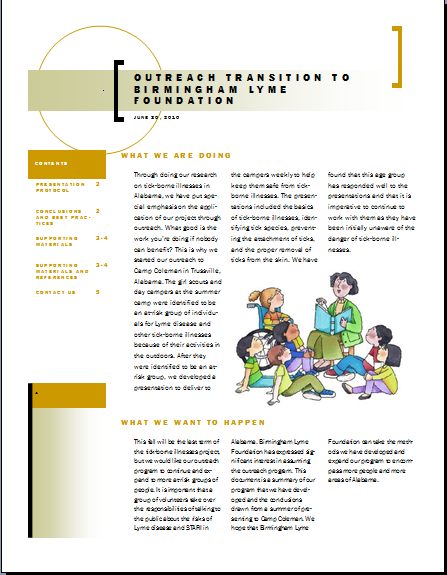 OUTREACH TRANSITION TO
BIRMINGHAM LYME
FOUNDATION
JUNE 30, 2010
CONTENTS
PRESENTATION PROTOCOL 2
CONCLUSIONS AND BEST PRAC-
TICES 2
SUPPORTING MATERIALS 3-4
SUPPORTING MATERIALS AND REFERENCES 3-4
CONTACT US 5
WHAT WE ARE DOING
Through doing our research
on tick-borne illnesses in
Alabama, we have put spe-
cial emphasis on the appli-
cation of our project through
outreach. What good is the
work you're doing if nobody
can benefit? This is why we
started our outreach to
Camp Coleman in Trussville,
Alabama. The girl scouts and
day campers at the summer
camp were identified to be
an at-risk group of individu-
als for Lyme disease and
other tick-borne illnesses
because of their activities in
the outdoors. After they
were identified to be an at-
risk group, we developed a
presentation to deliver to
the campers weekly to help
keep them safe from tick-
borne illnesses. The presen-
tations included the basics
of tick-borne illnesses, iden-
tifying tick species, prevent-
ing the attachment of ticks,
and the proper removal of
ticks from the skin. We have
found that this age group
has responded well to the
presentations and that it is
imperative to continue to
work with them as they have
been initially unaware of the
danger of tick-borne ill-
nesses.
WHAT WE WANT TO HAPPEN
This fall will be the last term of
the tick-borne illnesses project,
but we would like our outreach
program to continue and ex-
pand to more at-risk groups of
people. It is important that a
group of volunteers take over
the responsibilities of talking to
the public about the risks of
Lyme disease and STARI in
Alabama. Birmingham Lyme
Foundation has expressed sig-
nificant interest in assuming
the outreach progem. This
document is a summary of our
program that we have devel-
oped and the conclusions
drawn from a summer of pre-
senting to Camp Coleman. We
hope that Birmingham Lyme
Foundation can take the meth-
ods we have developed and
expand our program to encom-
pass more people and more
areas of Alabama.